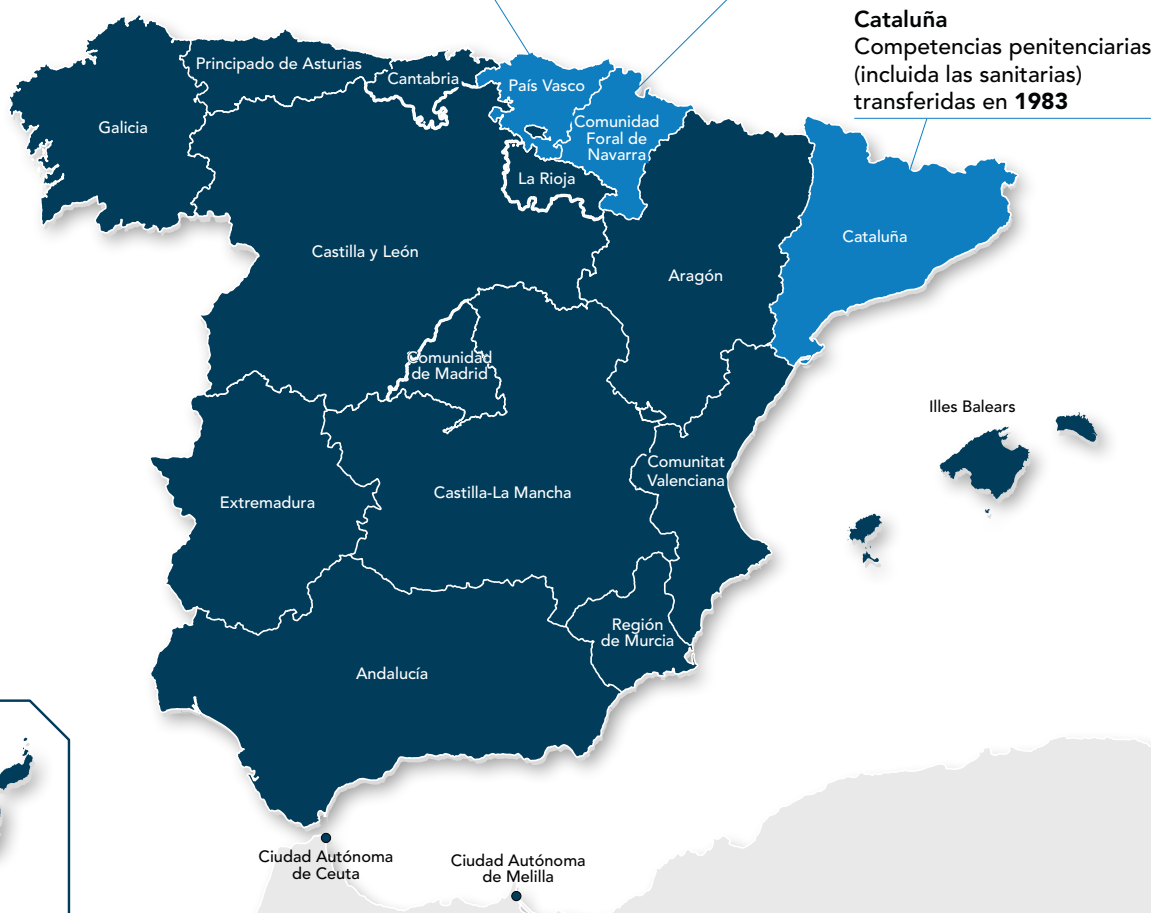 Cataluña
Competencias penitenciarias
(incluida las sanitarias)
transferidas en 1983
Principado de Asturias
Cantabria
País Vasco
Galicia
Comunidad
Foral de
Navarra
La Rioja
Castilla y León
Cataluña
Aragón
Comunidad
de Madrid
Illes Balears
Comunitat
Valenciana
Castilla-La Mancha
Extremadura
Región
de Murcia
Andalucía
Ciudad Autónoma
de Ceuta
Ciudad Autónoma
de Melilla